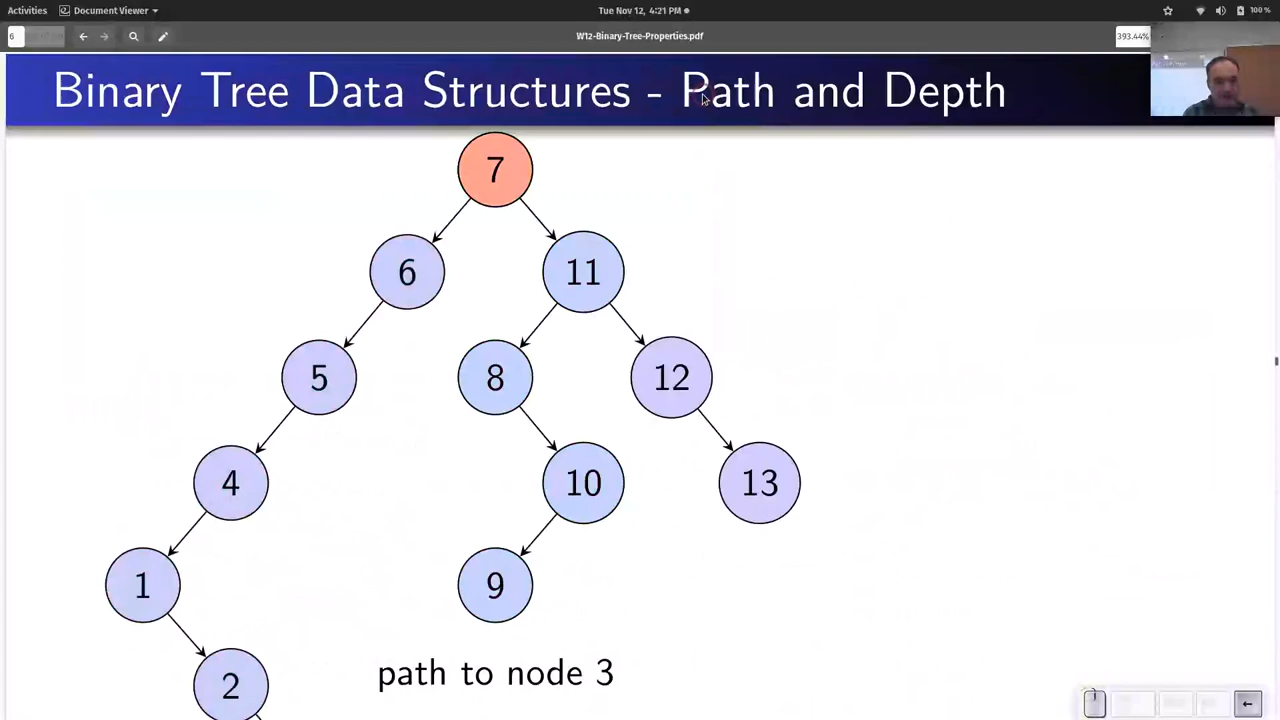 Activities Document Viewer Tue Nov 12, 4:21 PM 100 %
6 W12-Binary-Tree-Properties.pdf 393.44%
Binary Tree Data Structures - Path and Depth
7
6 11
5 8 12
4 10 13
1 9
path to node 3
2